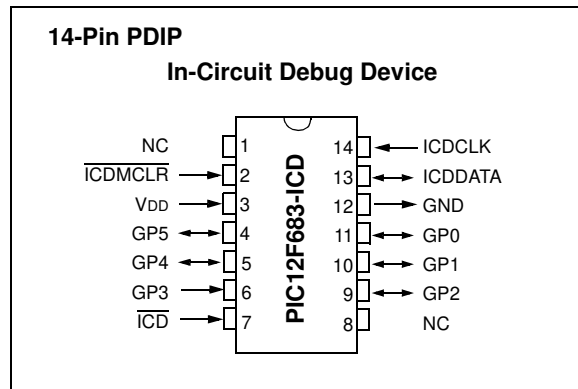 14-Pin PDIP
In-Circuit Debug Device
NC 1 14 ICDCLK
ICDMCLR 2 13 ICDDATA
VDD 3 12 GND
GP5 4 11 GP0
GP4 5 10 GP1
GP3 6 9 GP2
ICD 7 8 NC
PIC12F683-ICD